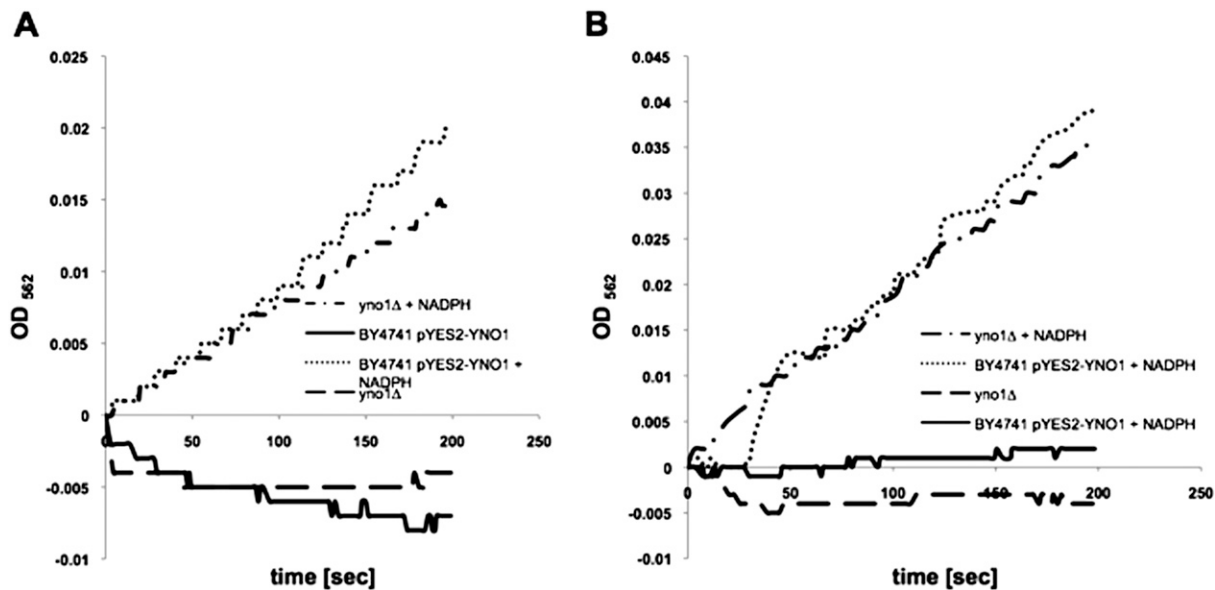 A
0.025
0.02
0.015
0.01
0.005
0
-0.005
-0.01
OD 562
0 50 100 150 200 250
time [sec]
yno1Δ + NADPH
BY4741 pYES2-YNO1
BY4741 pYES2-YNO1 +
NADPH
yno1Δ
B
0.045
0.04
0.035
0.03
0.025
0.02
0.015
0.01
0.005
0
-0.005
-0.01
OD 562
0 50 100 150 200 250
time [sec]
yno1Δ + NADPH
BY4741 pYES2-YNO1 + NADPH
yno1Δ
BY4741 pYES2-YNO1 + NADPH